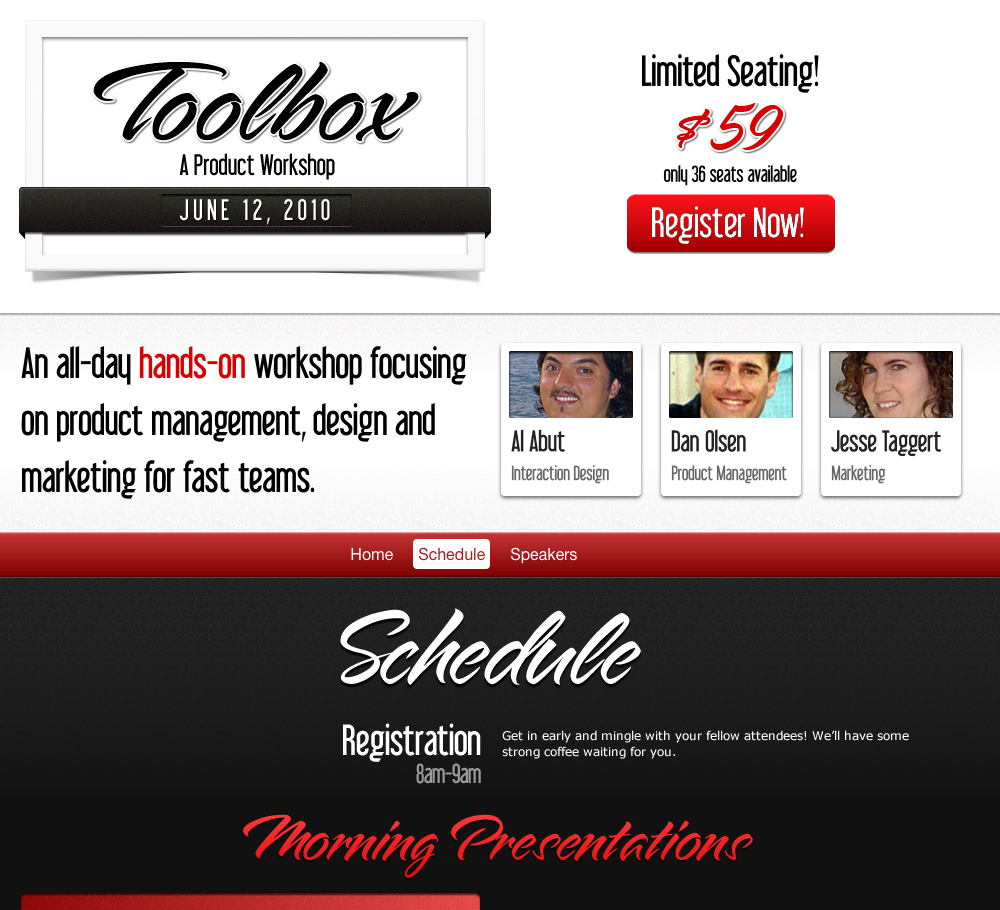 Toolbox
A Product Workshop
JUNE 12, 2010
Limited Seating!
$59
only 36 seats available
Register Now!
An all-day hands-on workshop focusing
on product management, design and
marketing for fast teams.
Al Abut
Interaction Design
Dan Olsen
Product Management
Jesse Taggert
Marketing
Home Schedule Speakers
Schedule
Registration
8am-9am
Get in early and mingle with your fellow attendees! We’ll have some
strong coffee waiting for you.
Morning Presentations